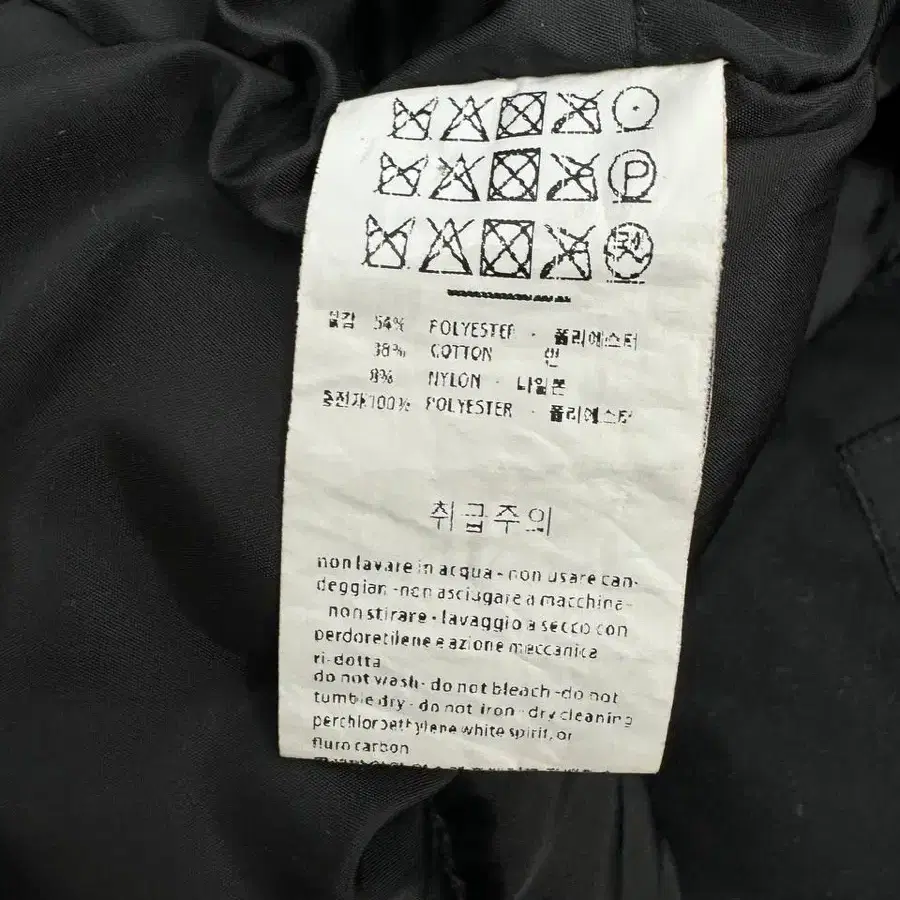 P
겉감 54% POLYESTER · 폴리에스터
38% COTTON 면
8% NYLON · 나일론
충전재100% POLYESTER · 폴리에스터
취급주의
non lavare in acqua - non usare can-
deggiar -non asciugare a macchina-
non stirare - lavaggio a secco con
perdoretilene e azione meccanica
ri-dotta
do not wash- do not bleach -do not
tumble dry - do not iron - dry cleaning
perchloroethylene white spirit, or
fluro carbon